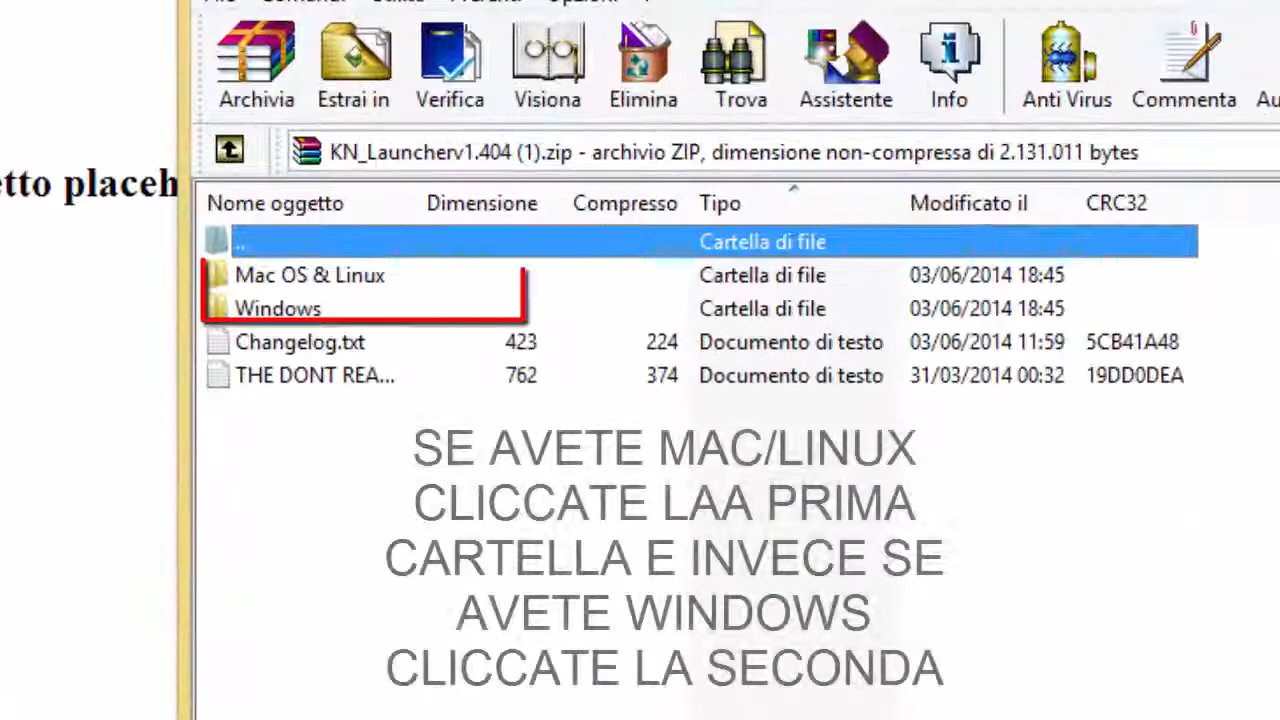 Archivia Estrai in Verifica Visiona Elimina Trova Assistente Info Anti Virus Commenta
KN_Launcherv1.404 (1).zip - archivio ZIP, dimensione non-compressa di 2.131.011 bytes
etto placeh
Nome oggetto Dimensione Compresso Tipo Modificato il CRC32
.. Cartella di file
Mac OS & Linux Cartella di file 03/06/2014 18:45
Windows Cartella di file 03/06/2014 18:45
Changelog.txt 423 224 Documento di testo 03/06/2014 11:59 5CB41A48
THE DONT REA... 762 374 Documento di testo 31/03/2014 00:32 19DD0DEA
SE AVETE MAC/LINUX
CLICCATE LAA PRIMA
CARTELLA E INVECE SE
AVETE WINDOWS
CLICCATE LA SECONDA